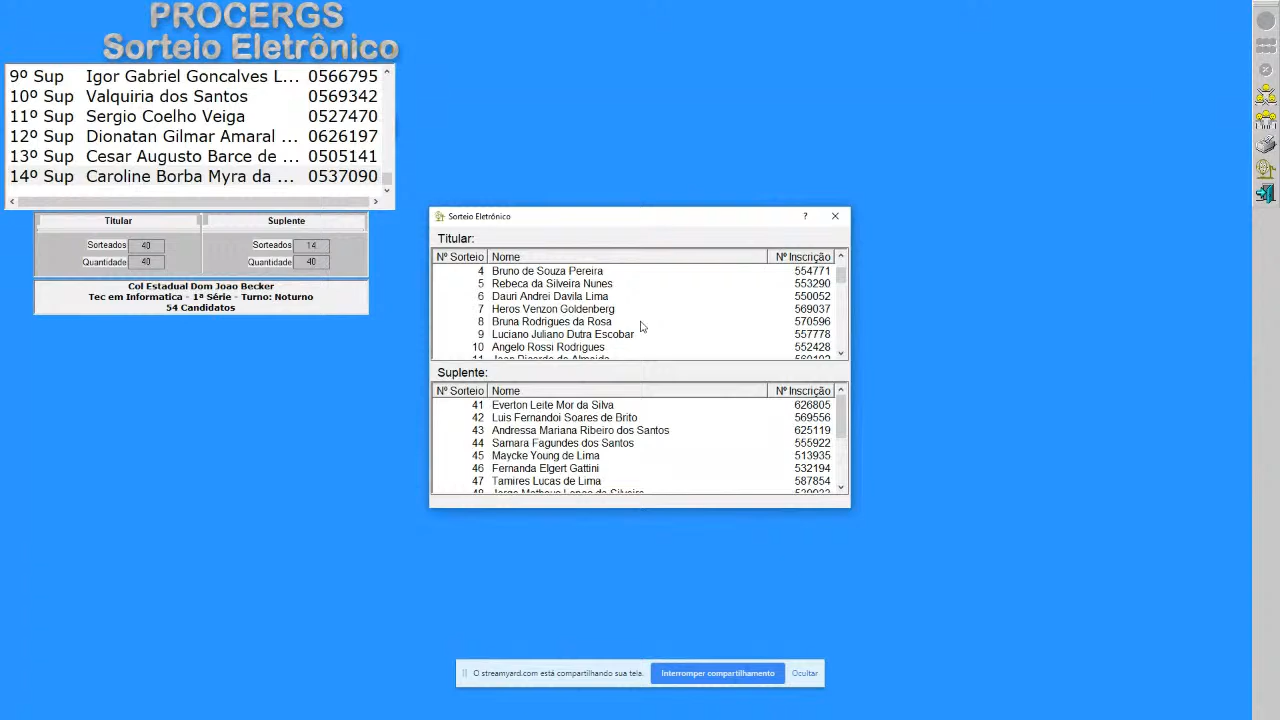 PROCERGS
Sorteio Eletrônico
9º Sup Igor Gabriel Goncalves L... 0566795
10º Sup Valquiria dos Santos 0569342
11º Sup Sergio Coelho Veiga 0527470
12º Sup Dionatan Gilmar Amaral ... 0626197
13º Sup Cesar Augusto Barce de ... 0505141
14º Sup Caroline Borba Myra da ... 0537090
Titular Suplente
Sorteados 40 Sorteados 14
Quantidade 40 Quantidade 40
Col Estadual Dom Joao Becker
Tec em Informatica - 1ª Série - Turno: Noturno
54 Candidatos
Sorteio Eletrônico
Titular:
Nº Sorteio Nome Nº Inscrição
4 Bruno de Souza Pereira 554771
5 Rebeca da Silveira Nunes 553290
6 Dauri Andrei Davila Lima 550052
7 Heros Venzon Goldenberg 569037
8 Bruna Rodrigues da Rosa 570596
9 Luciano Juliano Dutra Escobar 557778
10 Angelo Rossi Rodrigues 552428
Suplente:
Nº Sorteio Nome Nº Inscrição
41 Everton Leite Mor da Silva 626805
42 Luis Fernandoi Soares de Brito 569556
43 Andressa Mariana Ribeiro dos Santos 625119
44 Samara Fagundes dos Santos 555922
45 Maycke Young de Lima 513935
46 Fernanda Elgert Gattini 532194
47 Tamires Lucas de Lima 587854
O streamyard.com está compartilhando sua tela. Interromper compartilhamento Ocultar